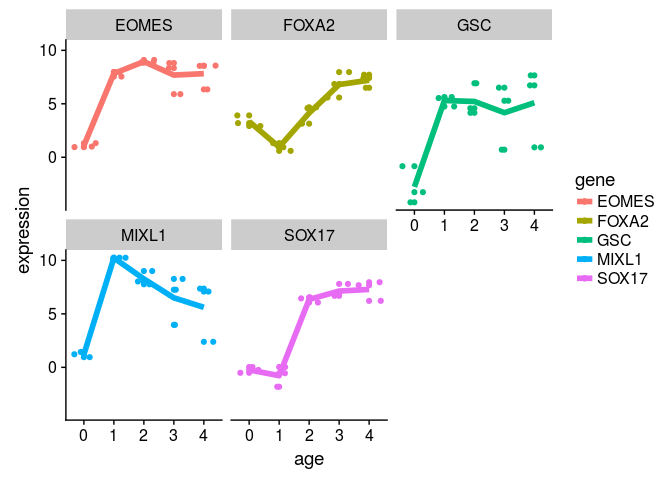 EOMES FOXA2 GSC
10
5
0
0 1 2 3 4
expression
gene
EOMES
FOXA2
GSC
MIXL1
SOX17
MIXL1 SOX17
10
5
0
0 1 2 3 4 0 1 2 3 4
age